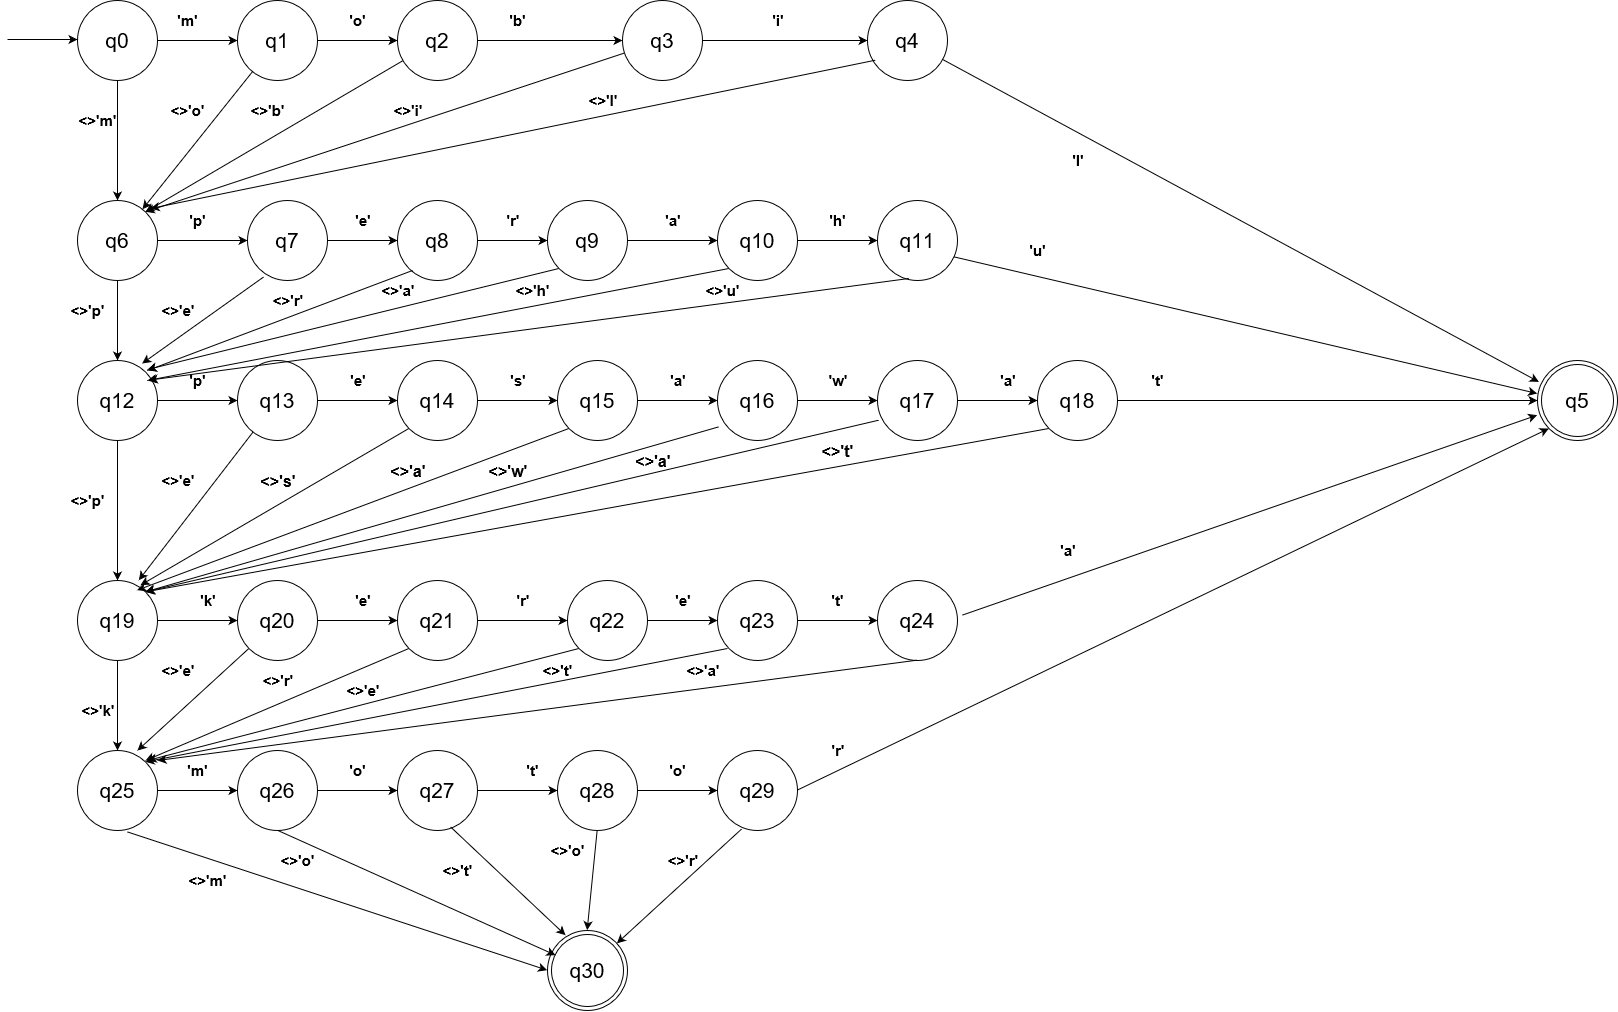 'm' 'o' 'b' 'i'
q0 q1 q2 q3 q4
<>'m' <>'o' <>'b' <>'i' <>'l'
'l'
'p' 'e' 'r' 'a' 'h'
q6 q7 q8 q9 q10 q11 'u'
<>'p' <>'e' <>'r' <>'a' <>'h' <>'u'
'p' 'e' 's' 'a' 'w' 'a' 't'
q12 q13 q14 q15 q16 q17 q18 q5
<>'p' <>'e' <>'s' <>'a' <>'w' <>'a' <>'t'
'a'
'k' 'e' 'r' 'e' 't'
q19 q20 q21 q22 q23 q24
<>'k' <>'e' <>'r' <>'e' <>'t' <>'a'
'm' 'o' 't' 'o' 'r'
q25 q26 q27 q28 q29
<>'m' <>'o' <>'t' <>'o' <>'r'
q30